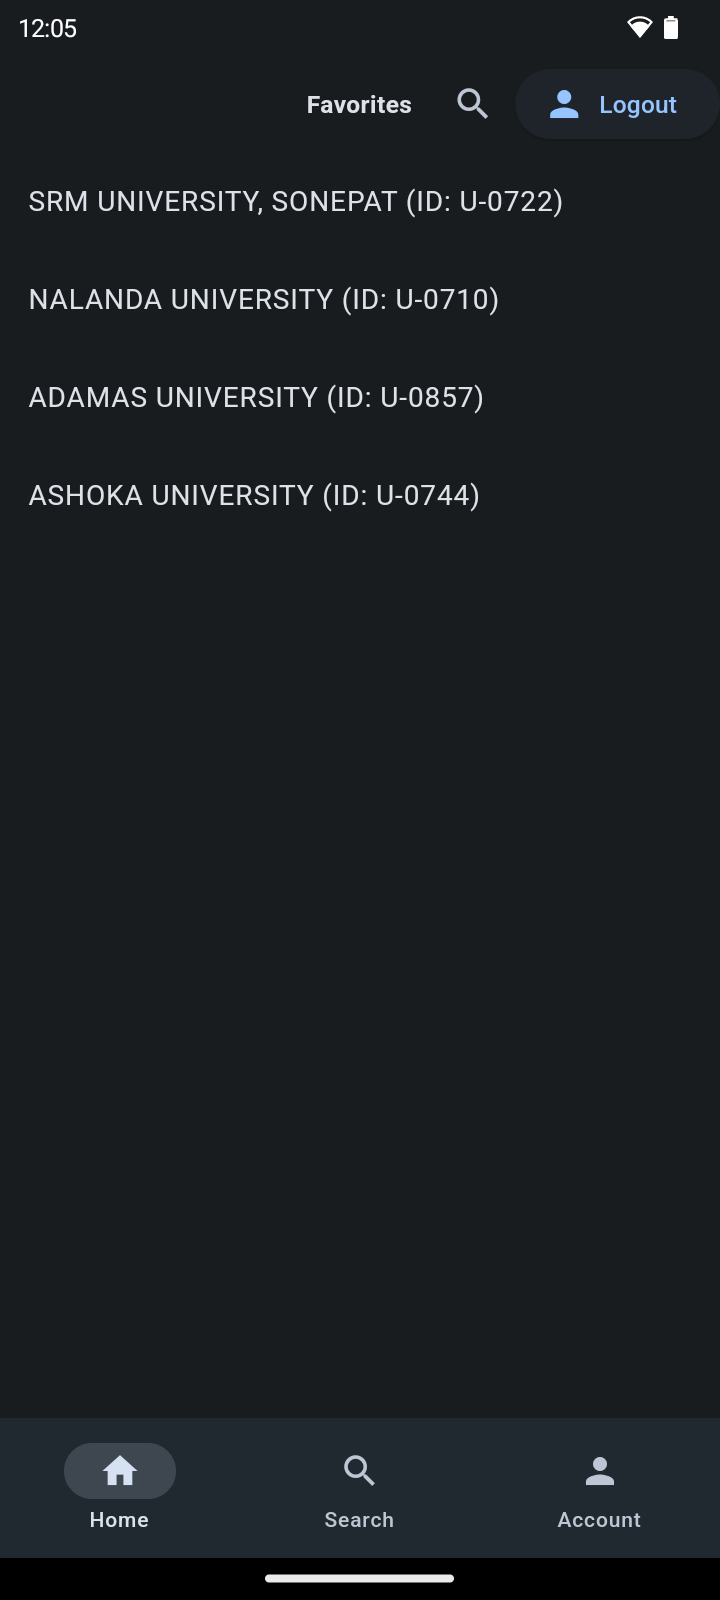 12:05
Favorites
Logout
SRM UNIVERSITY, SONEPAT (ID: U-0722)
NALANDA UNIVERSITY (ID: U-0710)
ADAMAS UNIVERSITY (ID: U-0857)
ASHOKA UNIVERSITY (ID: U-0744)
Home
Search
Account